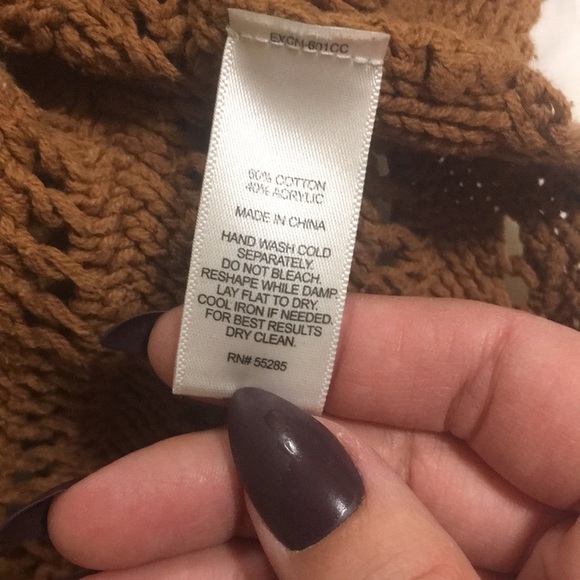 EXCN-601CC
60% COTTON
40% ACRYLIC
MADE IN CHINA
HAND WASH COLD
SEPARATELY.
DO NOT BLEACH.
RESHAPE WHILE DAMP.
LAY FLAT TO DRY.
COOL IRON IF NEEDED.
FOR BEST RESULTS
DRY CLEAN.
RN# 55285